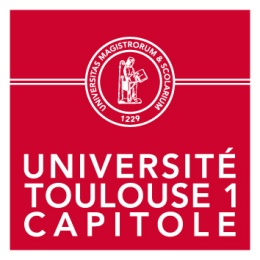 UNIVERSITAS MAGISTRORUM & SCOLARIUM
1229
UNIVERSITÉ
TOULOUSE 1
CAPITOLE